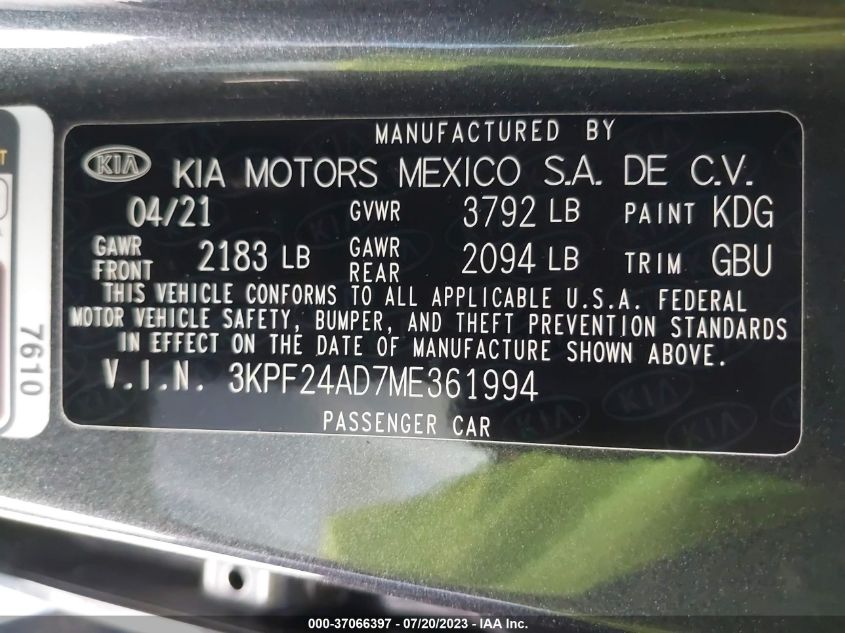 MANUFACTURED BY
KIA KIA MOTORS MEXICO S.A. DE C.V.
04/21 GVWR 3792 LB PAINT KDG
GAWR FRONT 2183 LB GAWR REAR 2094 LB TRIM GBU
THIS VEHICLE CONFORMS TO ALL APPLICABLE U.S.A. FEDERAL
MOTOR VEHICLE SAFETY, BUMPER, AND THEFT PREVENTION STANDARDS
IN EFFECT ON THE DATE OF MANUFACTURE SHOWN ABOVE.
V.I.N. 3KPF24AD7ME361994
PASSENGER CAR
7610
000-37066397 - 07/20/2023 - IAA Inc.